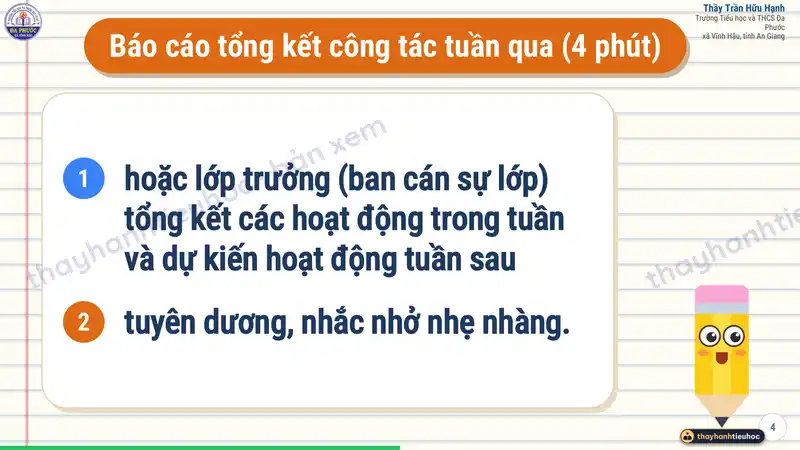 ĐA PHƯỚC
Thầy Trần Hữu Hạnh
Trường Tiểu học và THCS Đa
Phước
xã Vĩnh Hậu, tỉnh An Giang
Báo cáo tổng kết công tác tuần qua (4 phút)
1 hoặc lớp trưởng (ban cán sự lớp)
tổng kết các hoạt động trong tuần
và dự kiến hoạt động tuần sau
2 tuyên dương, nhắc nhở nhẹ nhàng.
thayhanhtieuhoc
4